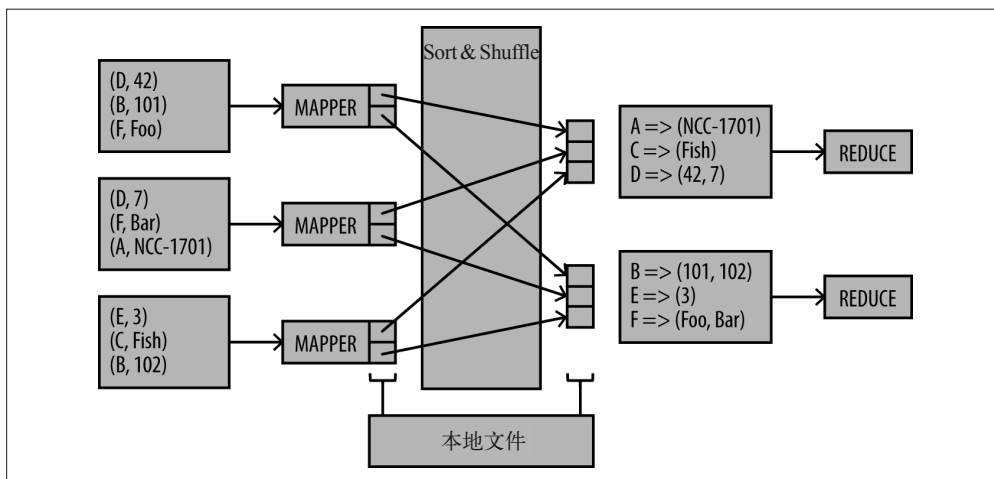 Sort & Shuffle
(D, 42)
(B, 101)
(F, Foo)
MAPPER
A => (NCC-1701)
C => (Fish)
D => (42, 7)
REDUCE
(D, 7)
(F, Bar)
(A, NCC-1701)
MAPPER
B => (101, 102)
E => (3)
F => (Foo, Bar)
REDUCE
(E, 3)
(C, Fish)
(B, 102)
MAPPER
本地文件